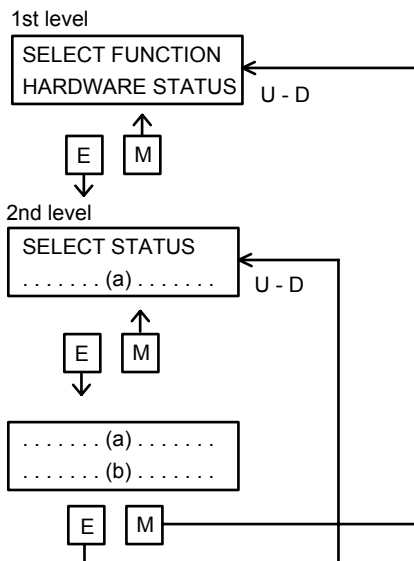 1st level
SELECT FUNCTION
HARDWARE STATUS
U - D
E M
2nd level
SELECT STATUS
. . . . . . . (a) . . . . . . .
U - D
E M
. . . . . . . (a) . . . . . . .
. . . . . . . (b) . . . . . . .
E M